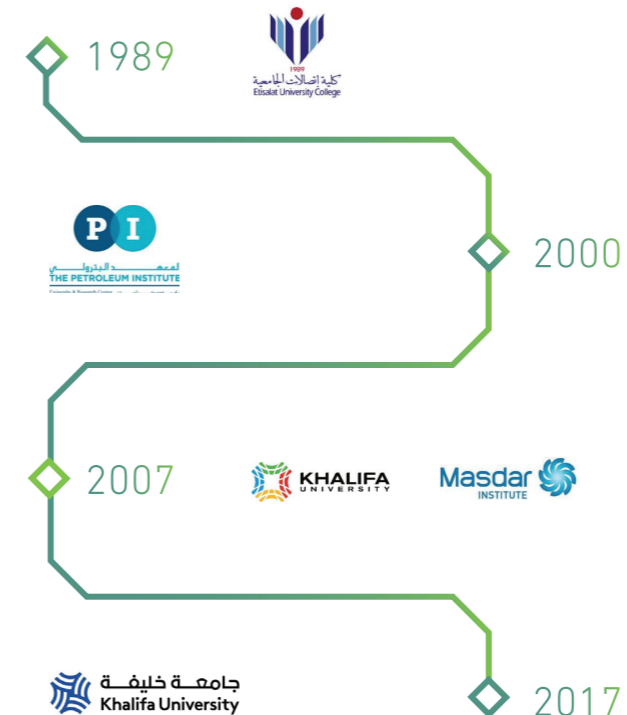 1989
1989
كلية إتصالات الجامعية
Etisalat University College
P I
2000
THE PETROLEUM INSTITUTE
2007
KHALIFA
UNIVERSITY
Masdar
INSTITUTE
جامعة خليفة
Khalifa University
2017